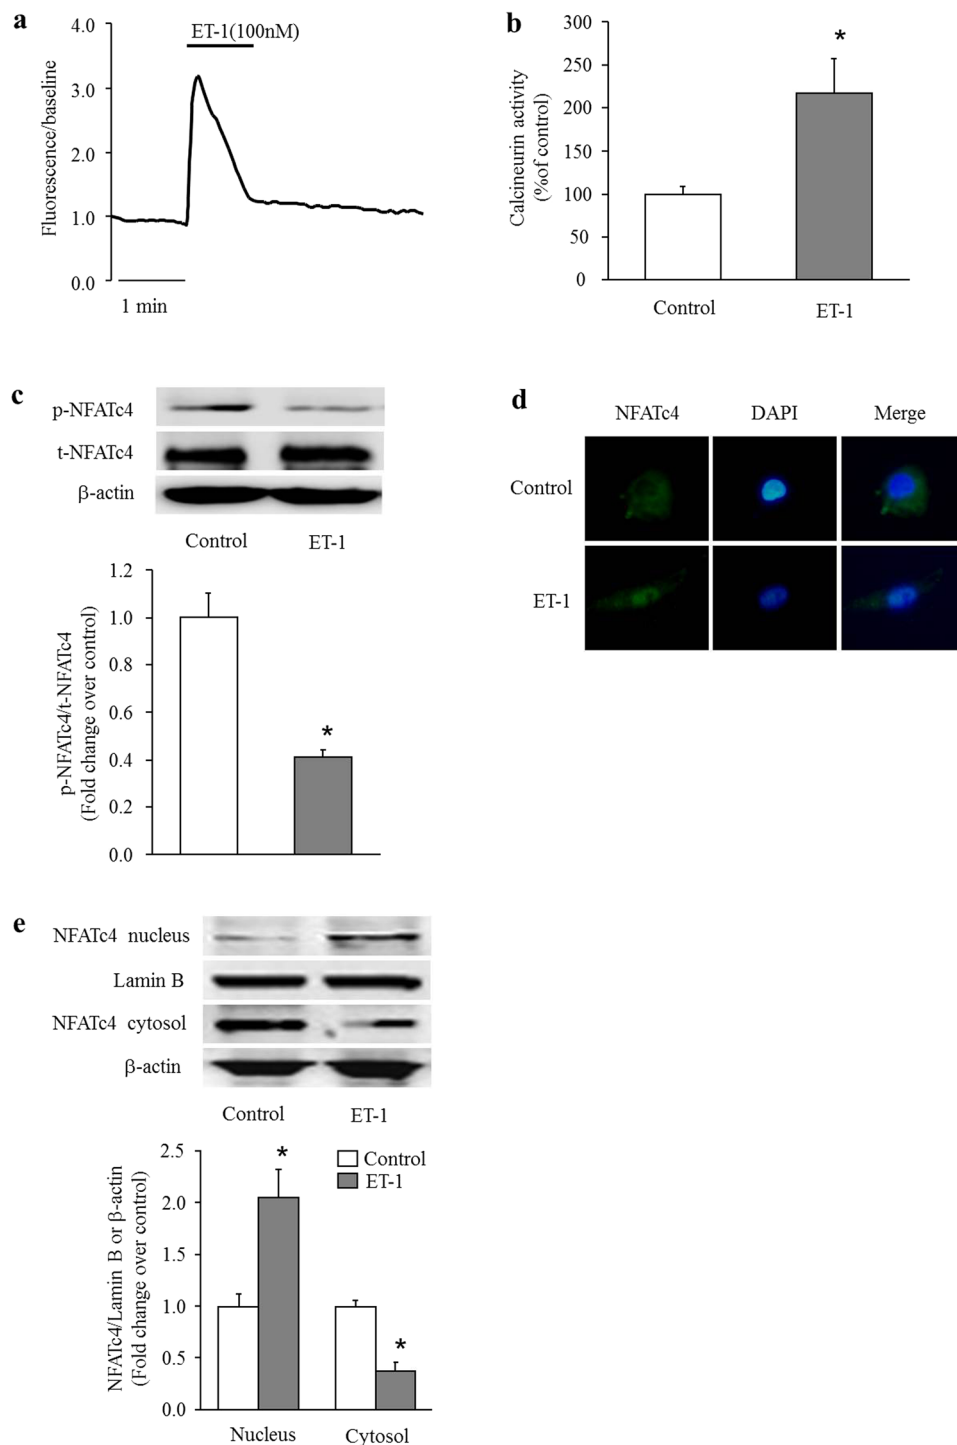 a
4.0
3.0
2.0
1.0
0.0
Fluorescence/baseline
ET-1(100nM)
1 min
b
300
250
200
150
100
50
0
Calcineurin activity
(%of control)
*
Control
ET-1
c
p-NFATc4
t-NFATc4
β-actin
Control
ET-1
1.2
1.0
0.8
0.6
0.4
0.2
0.0
p-NFATc4/t-NFATc4
(Fold change over control)
*
d
NFATc4
DAPI
Merge
Control
ET-1
e
NFATc4 nucleus
Lamin B
NFATc4 cytosol
β-actin
Control
ET-1
2.5
2.0
1.5
1.0
0.5
0.0
NFATc4/Lamin B or β-actin
(Fold change over control)
*
*
Control
ET-1
Nucleus
Cytosol